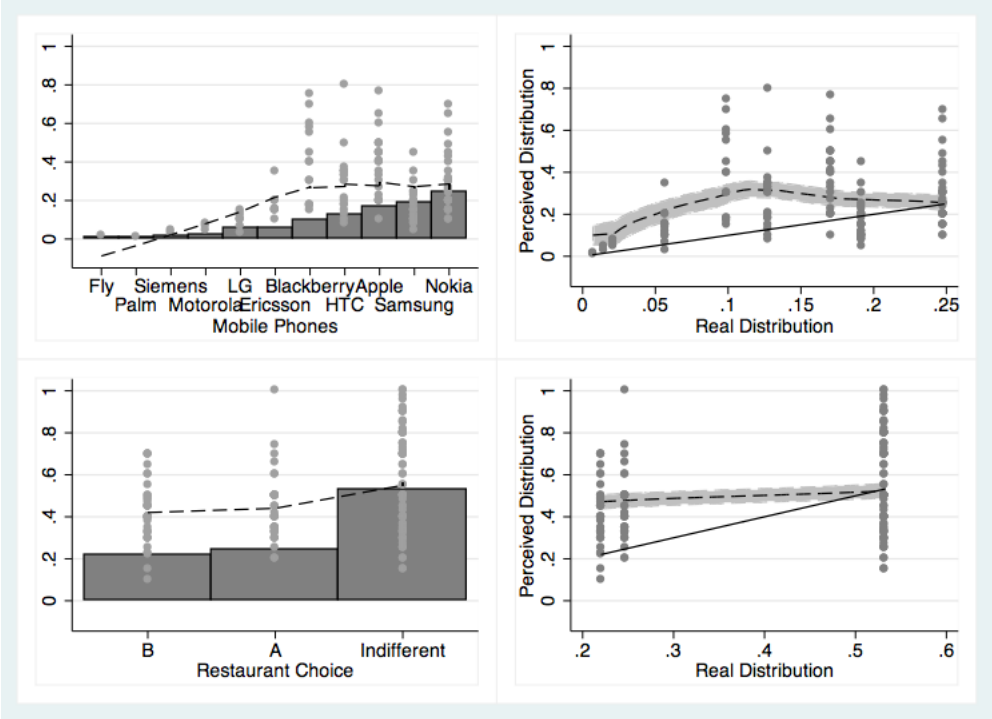 1
.8
.6
.4
.2
0
Fly Siemens LG Blackberry Apple Nokia
Palm Motorola Ericsson HTC Samsung
Mobile Phones
Perceived Distribution
1
.8
.6
.4
.2
0
0 .05 .1 .15 .2 .25
Real Distribution
1
.8
.6
.4
.2
0
B A Indifferent
Restaurant Choice
Perceived Distribution
1
.8
.6
.4
.2
0
.2 .3 .4 .5 .6
Real Distribution